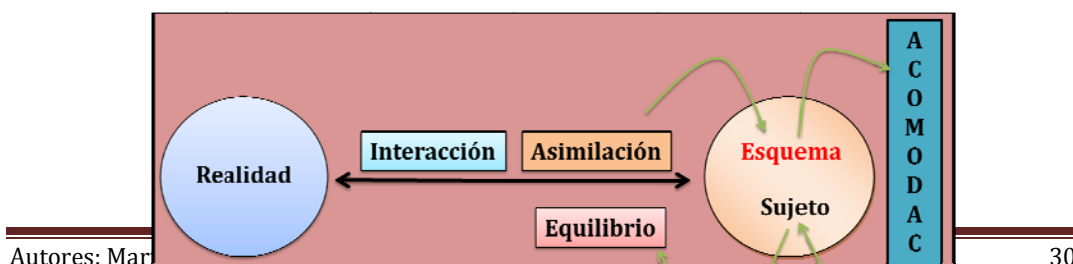 Realidad
Interacción
Asimilación
Equilibrio
Esquema
Sujeto
A
C
O
M
O
D
A
C
Autores: Mar
30